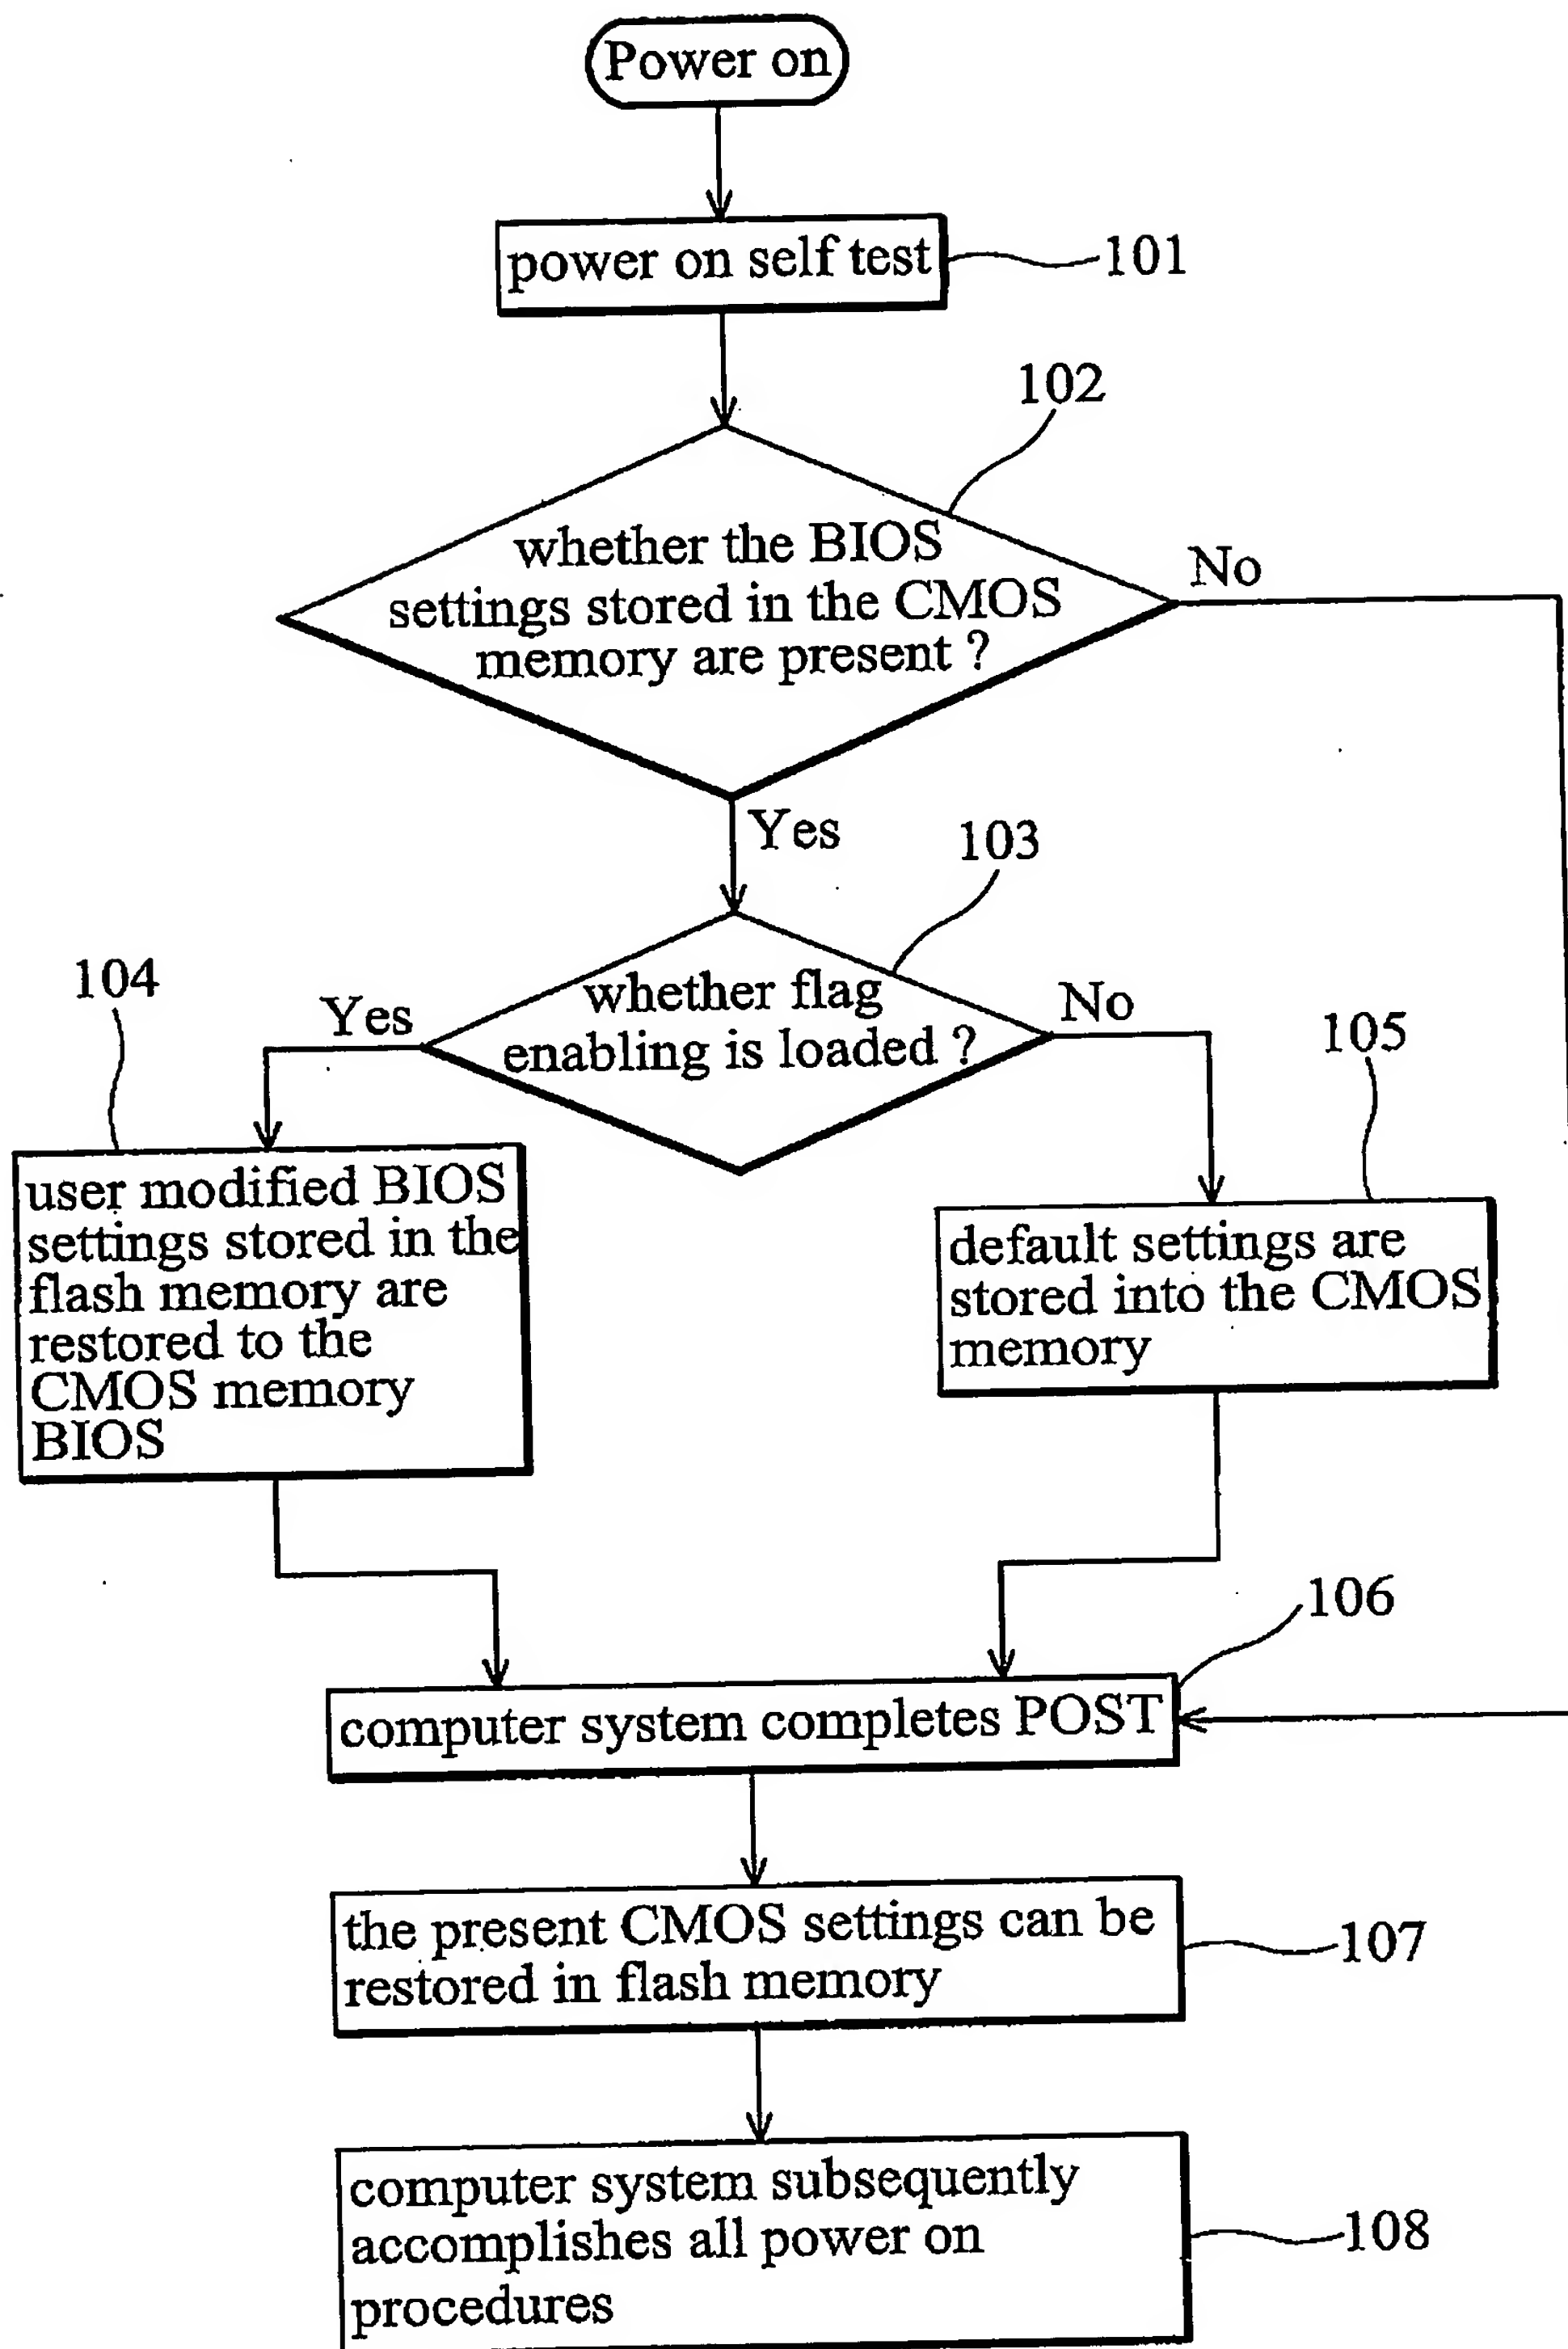 Power on
power on self test
101
102
whether the BIOS
settings stored in the CMOS
memory are present ?
No
Yes
103
whether flag
enabling is loaded ?
Yes
No
104
105
user modified BIOS
settings stored in the
flash memory are
restored to the
CMOS memory
BIOS
default settings are
stored into the CMOS
memory
106
computer system completes POST
the present CMOS settings can be
restored in flash memory
107
computer system subsequently
accomplishes all power on
procedures
108